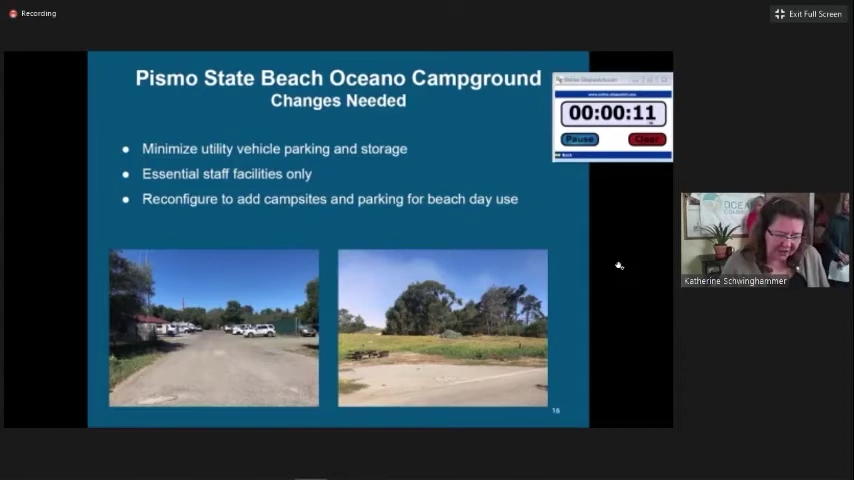 Recording
Exit Full Screen
Pismo State Beach Oceano Campground
Changes Needed
00:00:11
Pause
Clear
• Minimize utility vehicle parking and storage
• Essential staff facilities only
• Reconfigure to add campsites and parking for beach day use
OCEAN
Katherine Schwinghammer
16